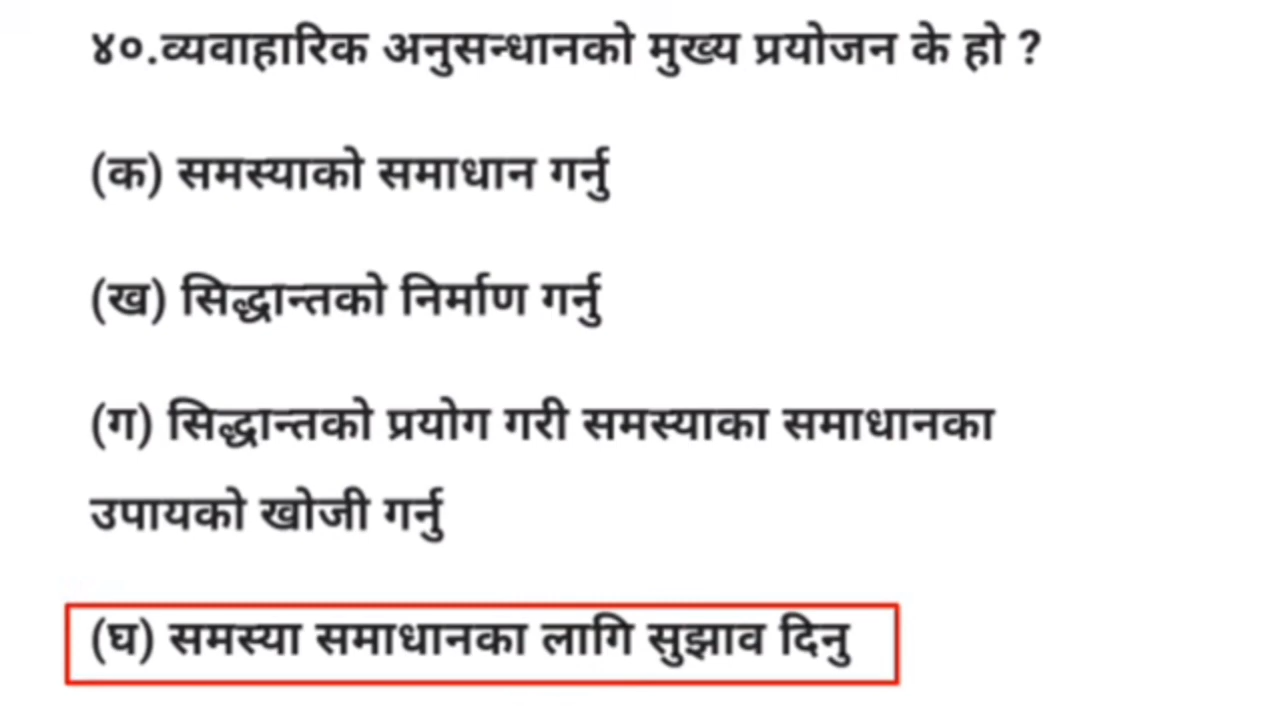 ४०.व्यवाहारिक अनुसन्धानको मुख्य प्रयोजन के हो ?
(क) समस्याको समाधान गर्नु
(ख) सिद्धान्तको निर्माण गर्नु
(ग) सिद्धान्तको प्रयोग गरी समस्याका समाधानका
उपायको खोजी गर्नु
(घ) समस्या समाधानका लागि सुझाव दिनु